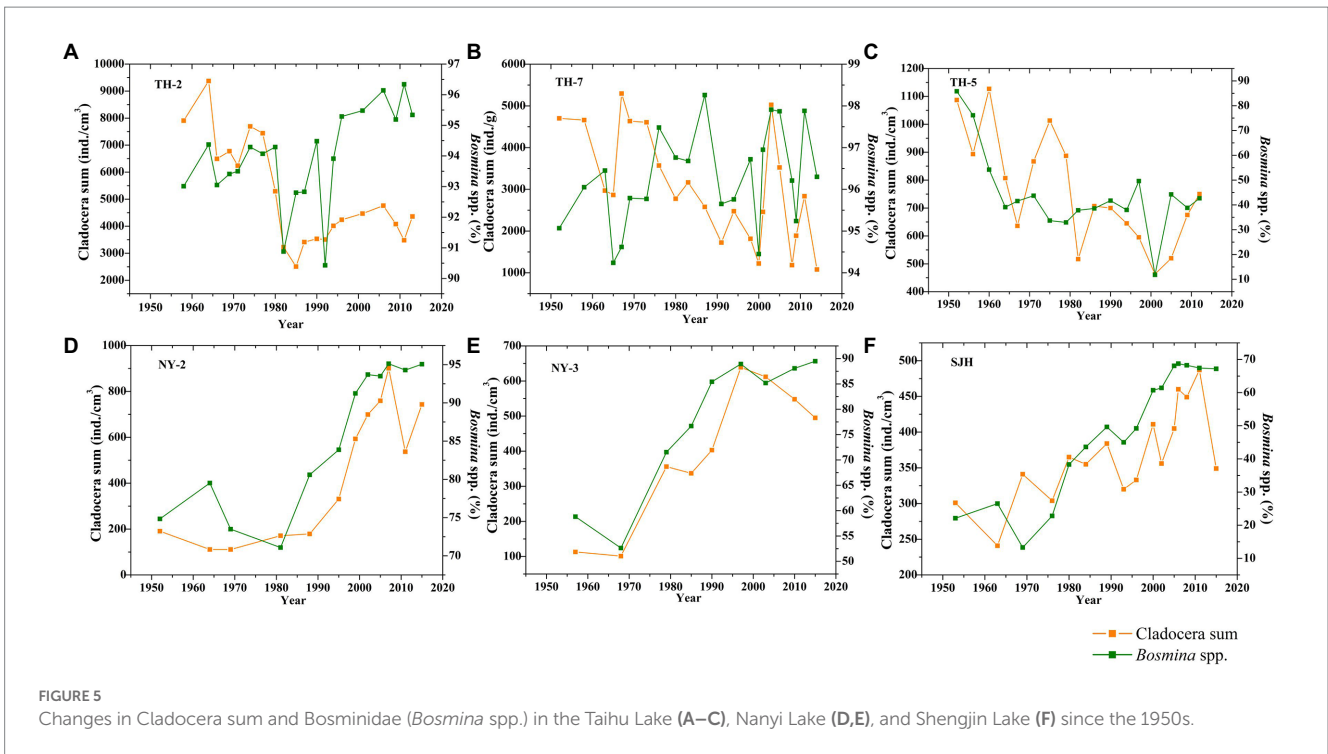 A
TH-2
Cladocera sum (ind./cm³)
10000
9000
8000
7000
6000
5000
4000
3000
2000
97
96
95
94
93
92
91
90
Bosmina spp. (%)
1950 1960 1970 1980 1990 2000 2010 2020
Year
B
TH-7
Cladocera sum (ind./g)
6000
5000
4000
3000
2000
1000
99
98
97
96
95
94
Bosmina spp. (%)
1950 1960 1970 1980 1990 2000 2010 2020
Year
C
TH-5
Cladocera sum (ind./cm³)
1200
1100
1000
900
800
700
600
500
400
90
80
70
60
50
40
30
20
10
Bosmina spp. (%)
1950 1960 1970 1980 1990 2000 2010 2020
Year
D
NY-2
Cladocera sum (ind./cm³)
1000
800
600
400
200
0
95
90
85
80
75
70
Bosmina spp. (%)
1950 1960 1970 1980 1990 2000 2010 2020
Year
E
NY-3
Cladocera sum (ind./cm³)
700
600
500
400
300
200
100
90
85
80
75
70
65
60
55
50
Bosmina spp. (%)
1950 1960 1970 1980 1990 2000 2010 2020
Year
F
SJH
Cladocera sum (ind./cm³)
500
450
400
350
300
250
200
70
60
50
40
30
20
10
Bosmina spp. (%)
1950 1960 1970 1980 1990 2000 2010 2020
Year
Cladocera sum
Bosmina spp.
FIGURE 5
Changes in Cladocera sum and Bosminidae (Bosmina spp.) in the Taihu Lake (A–C), Nanyi Lake (D,E), and Shengjin Lake (F) since the 1950s.